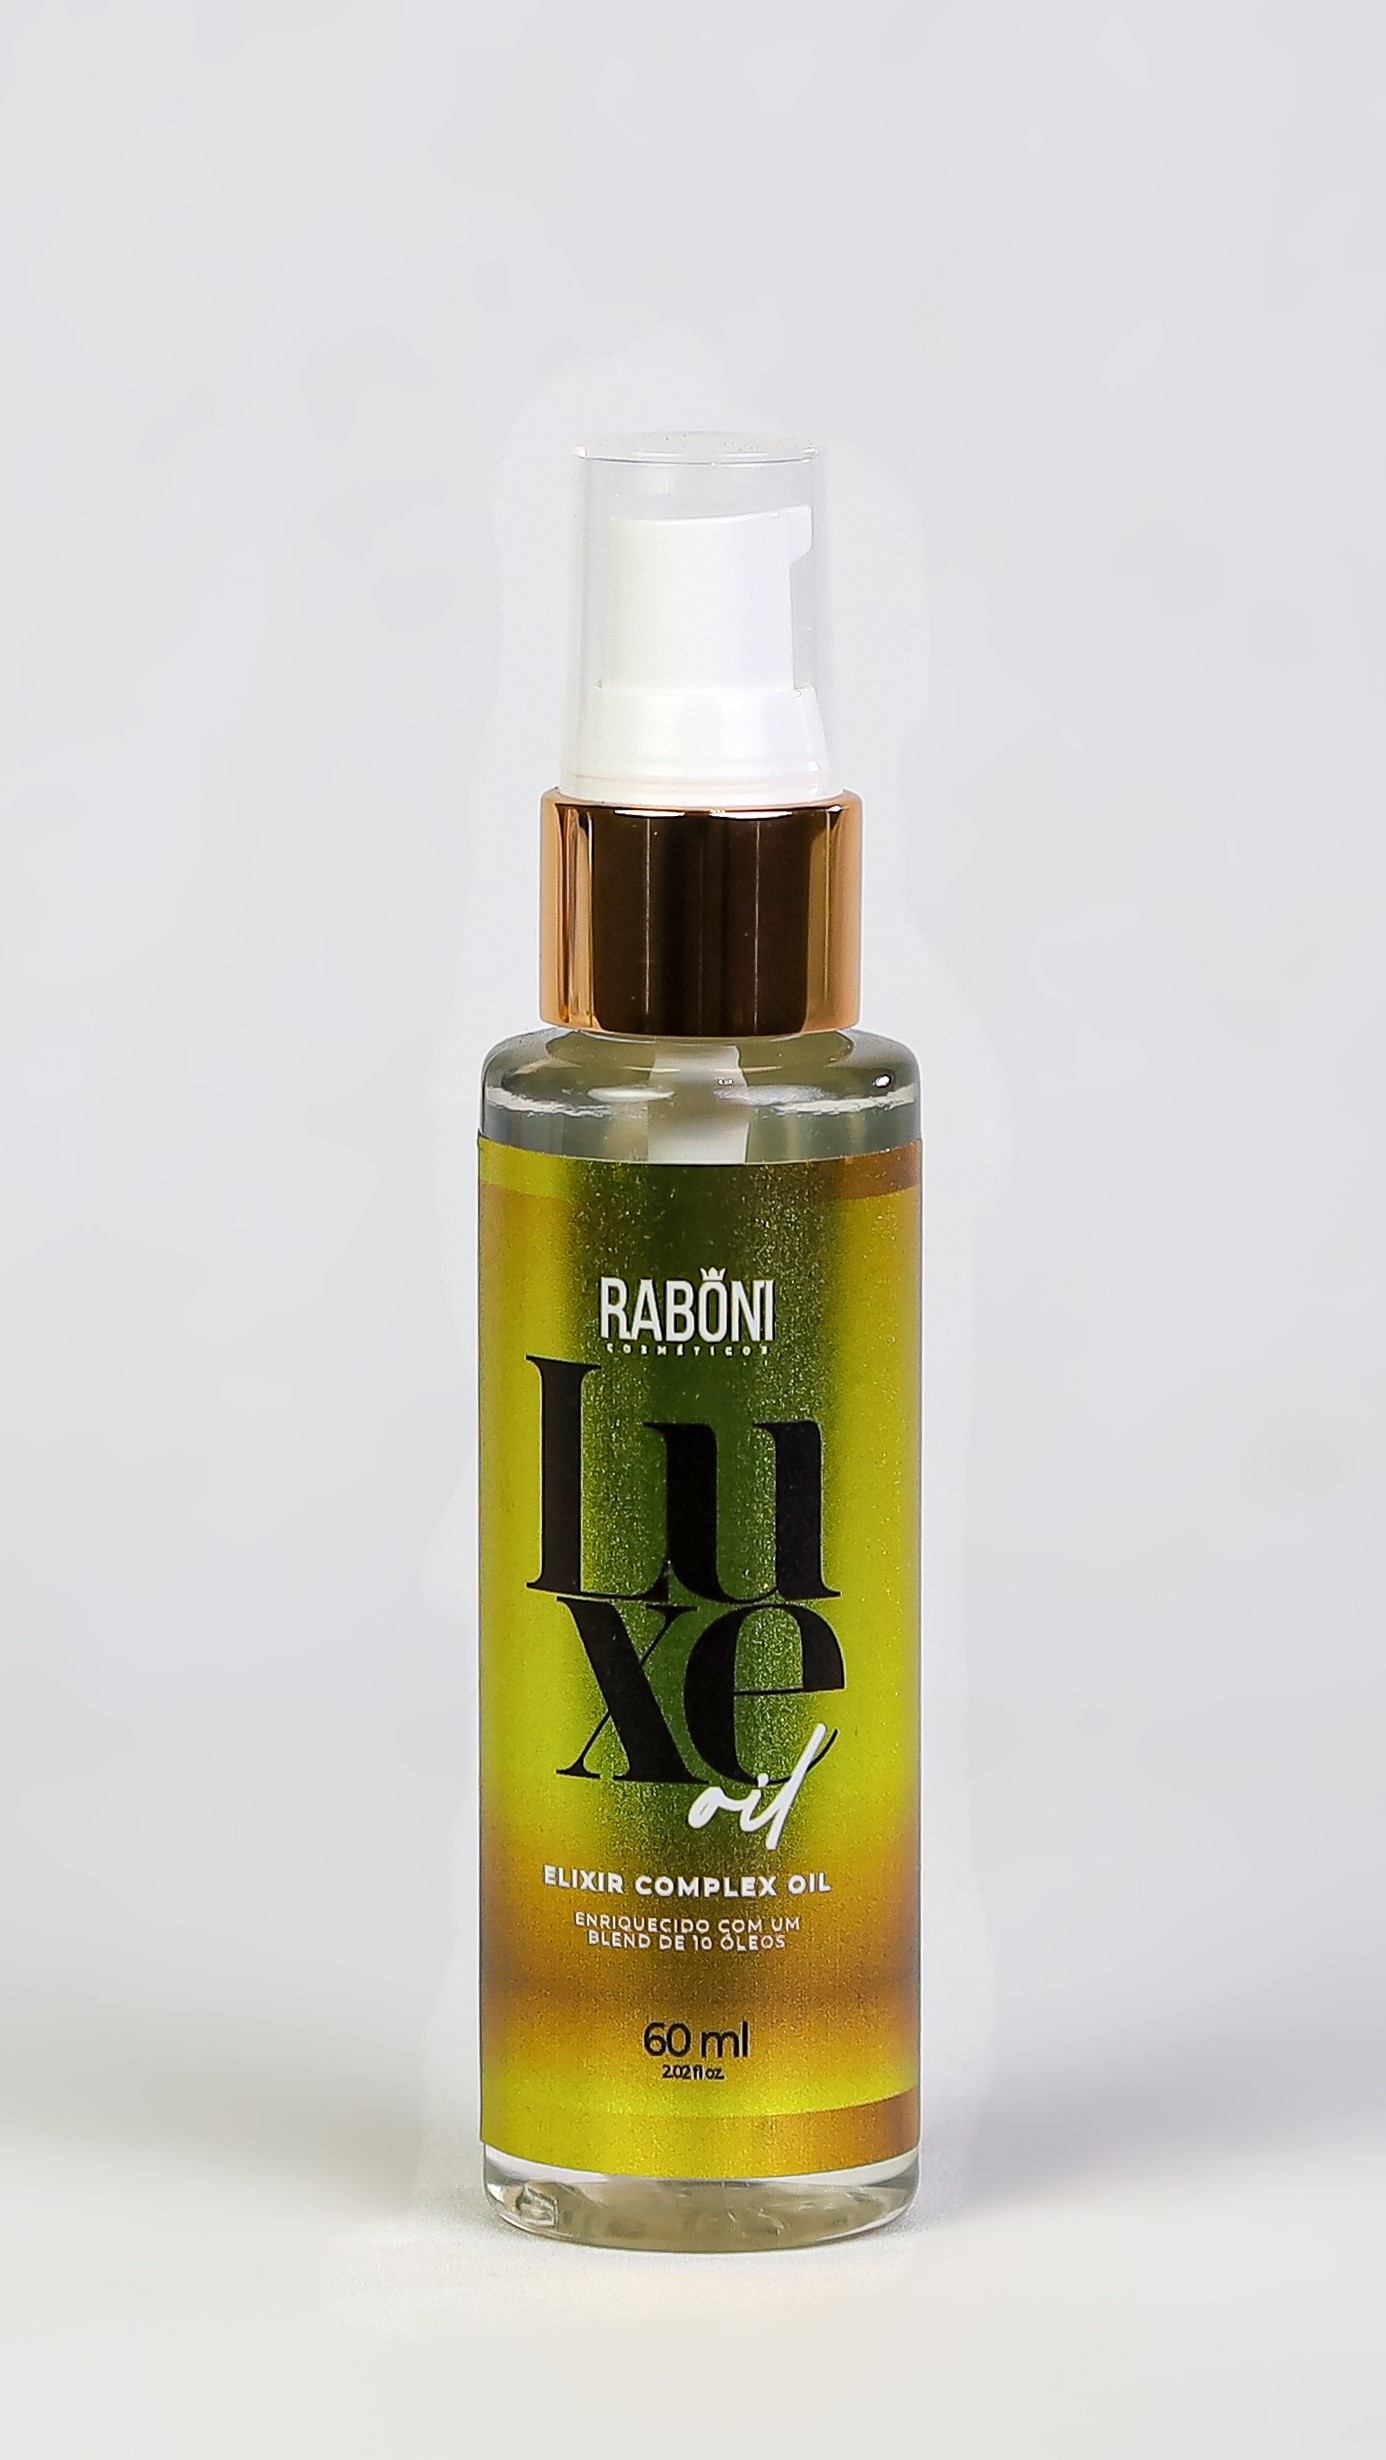 RABONI
COSMÉTICOS
Lu
xe
oil
ELIXIR COMPLEX OIL
ENRIQUECIDO COM UM
BLEND DE 10 ÓLEOS
60 ml
2.02 fl oz.